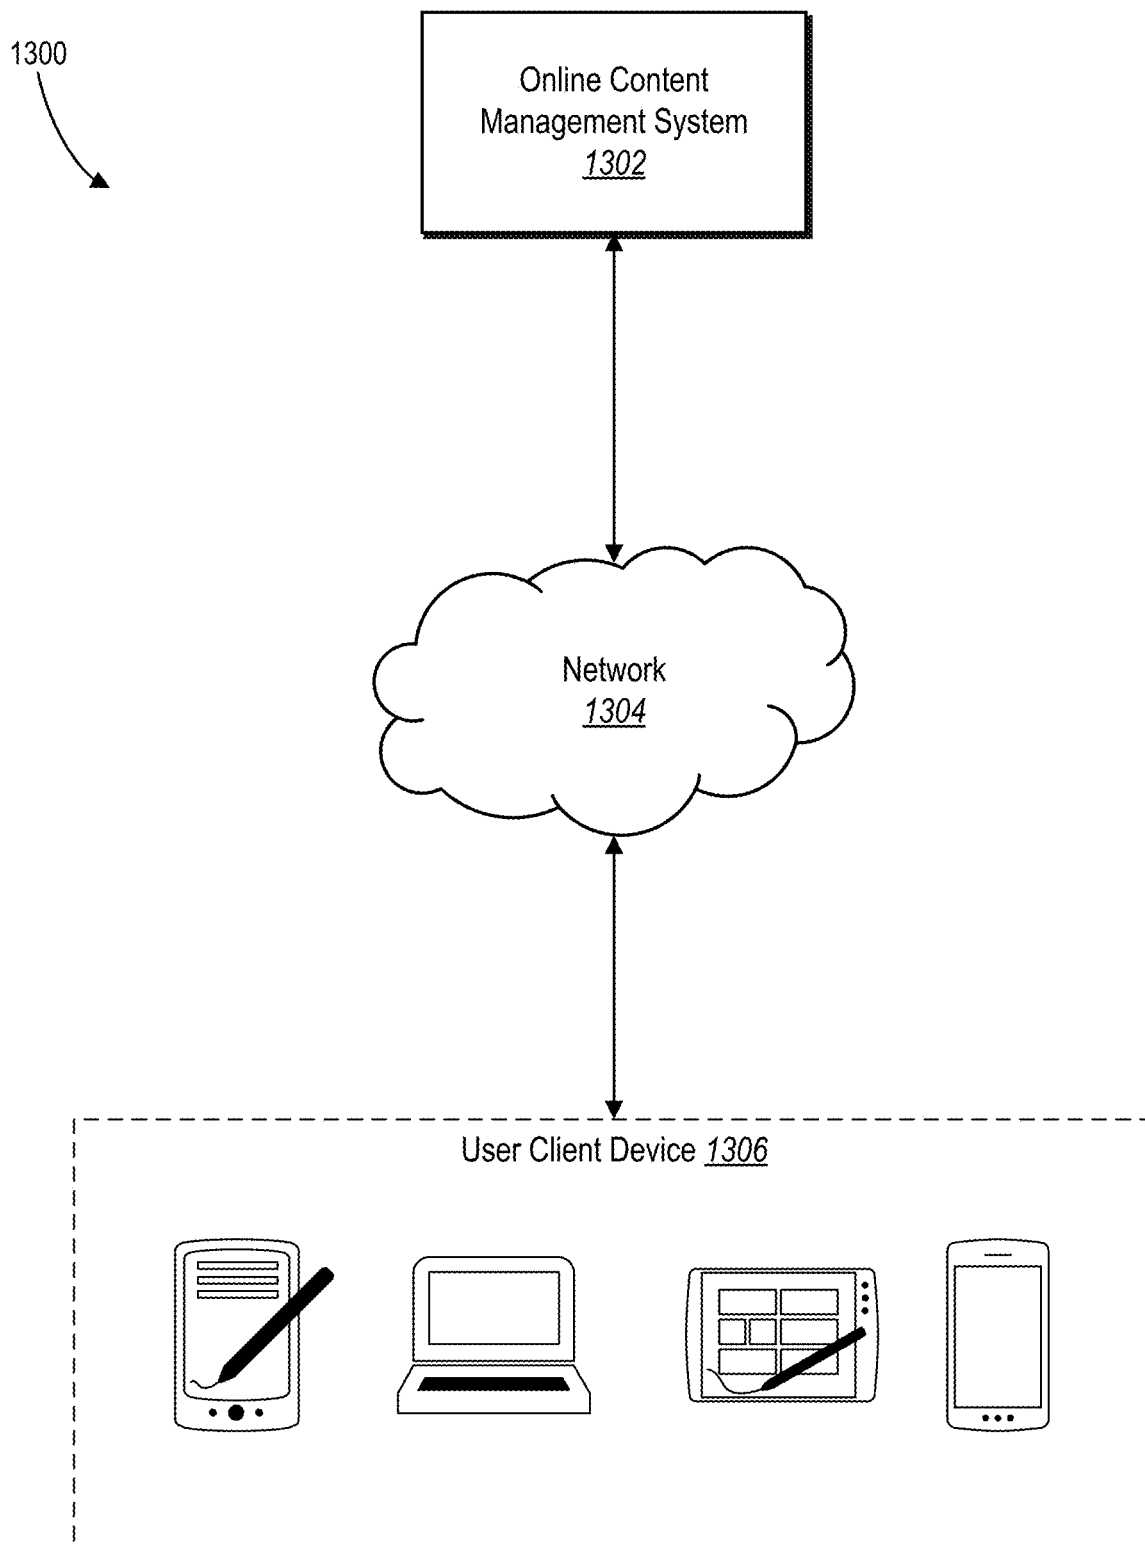 1300
Online Content
Management System
1302
Network
1304
User Client Device 1306